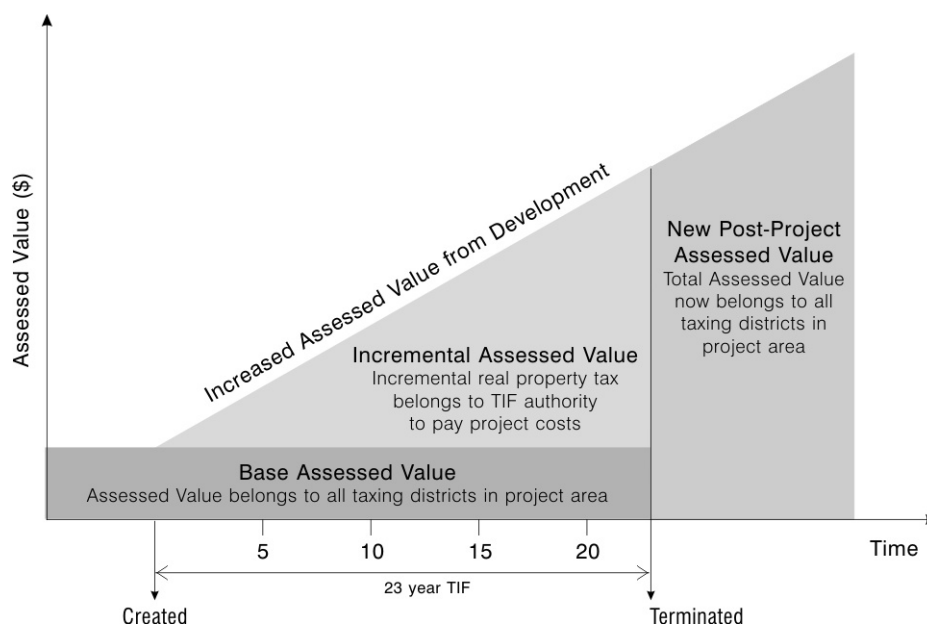 Assessed Value ($)
Increased Assessed Value from Development
New Post-Project
Assessed Value
Total Assessed Value
now belongs to all
taxing districts in
project area
Incremental Assessed Value
Incremental real property tax
belongs to TIF authority
to pay project costs
Base Assessed Value
Assessed Value belongs to all taxing districts in project area
5 10 15 20 Time
23 year TIF
Created Terminated